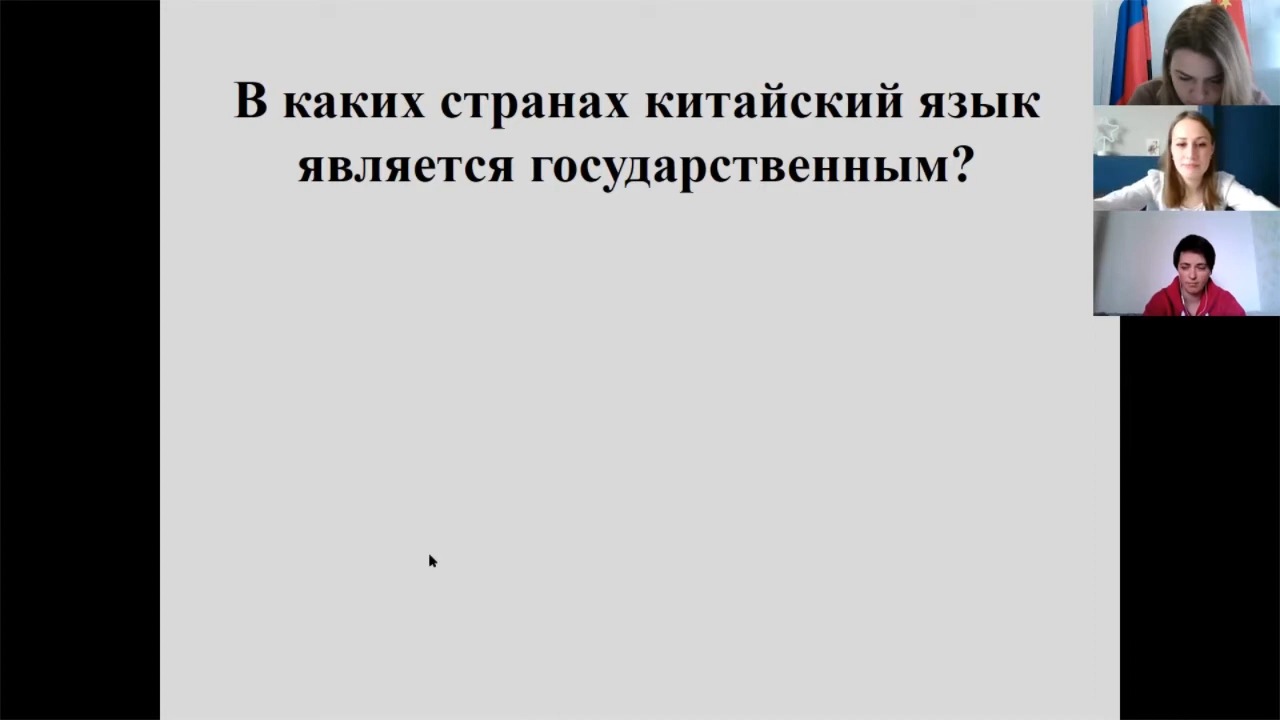 В каких странах китайский язык
является государственным?